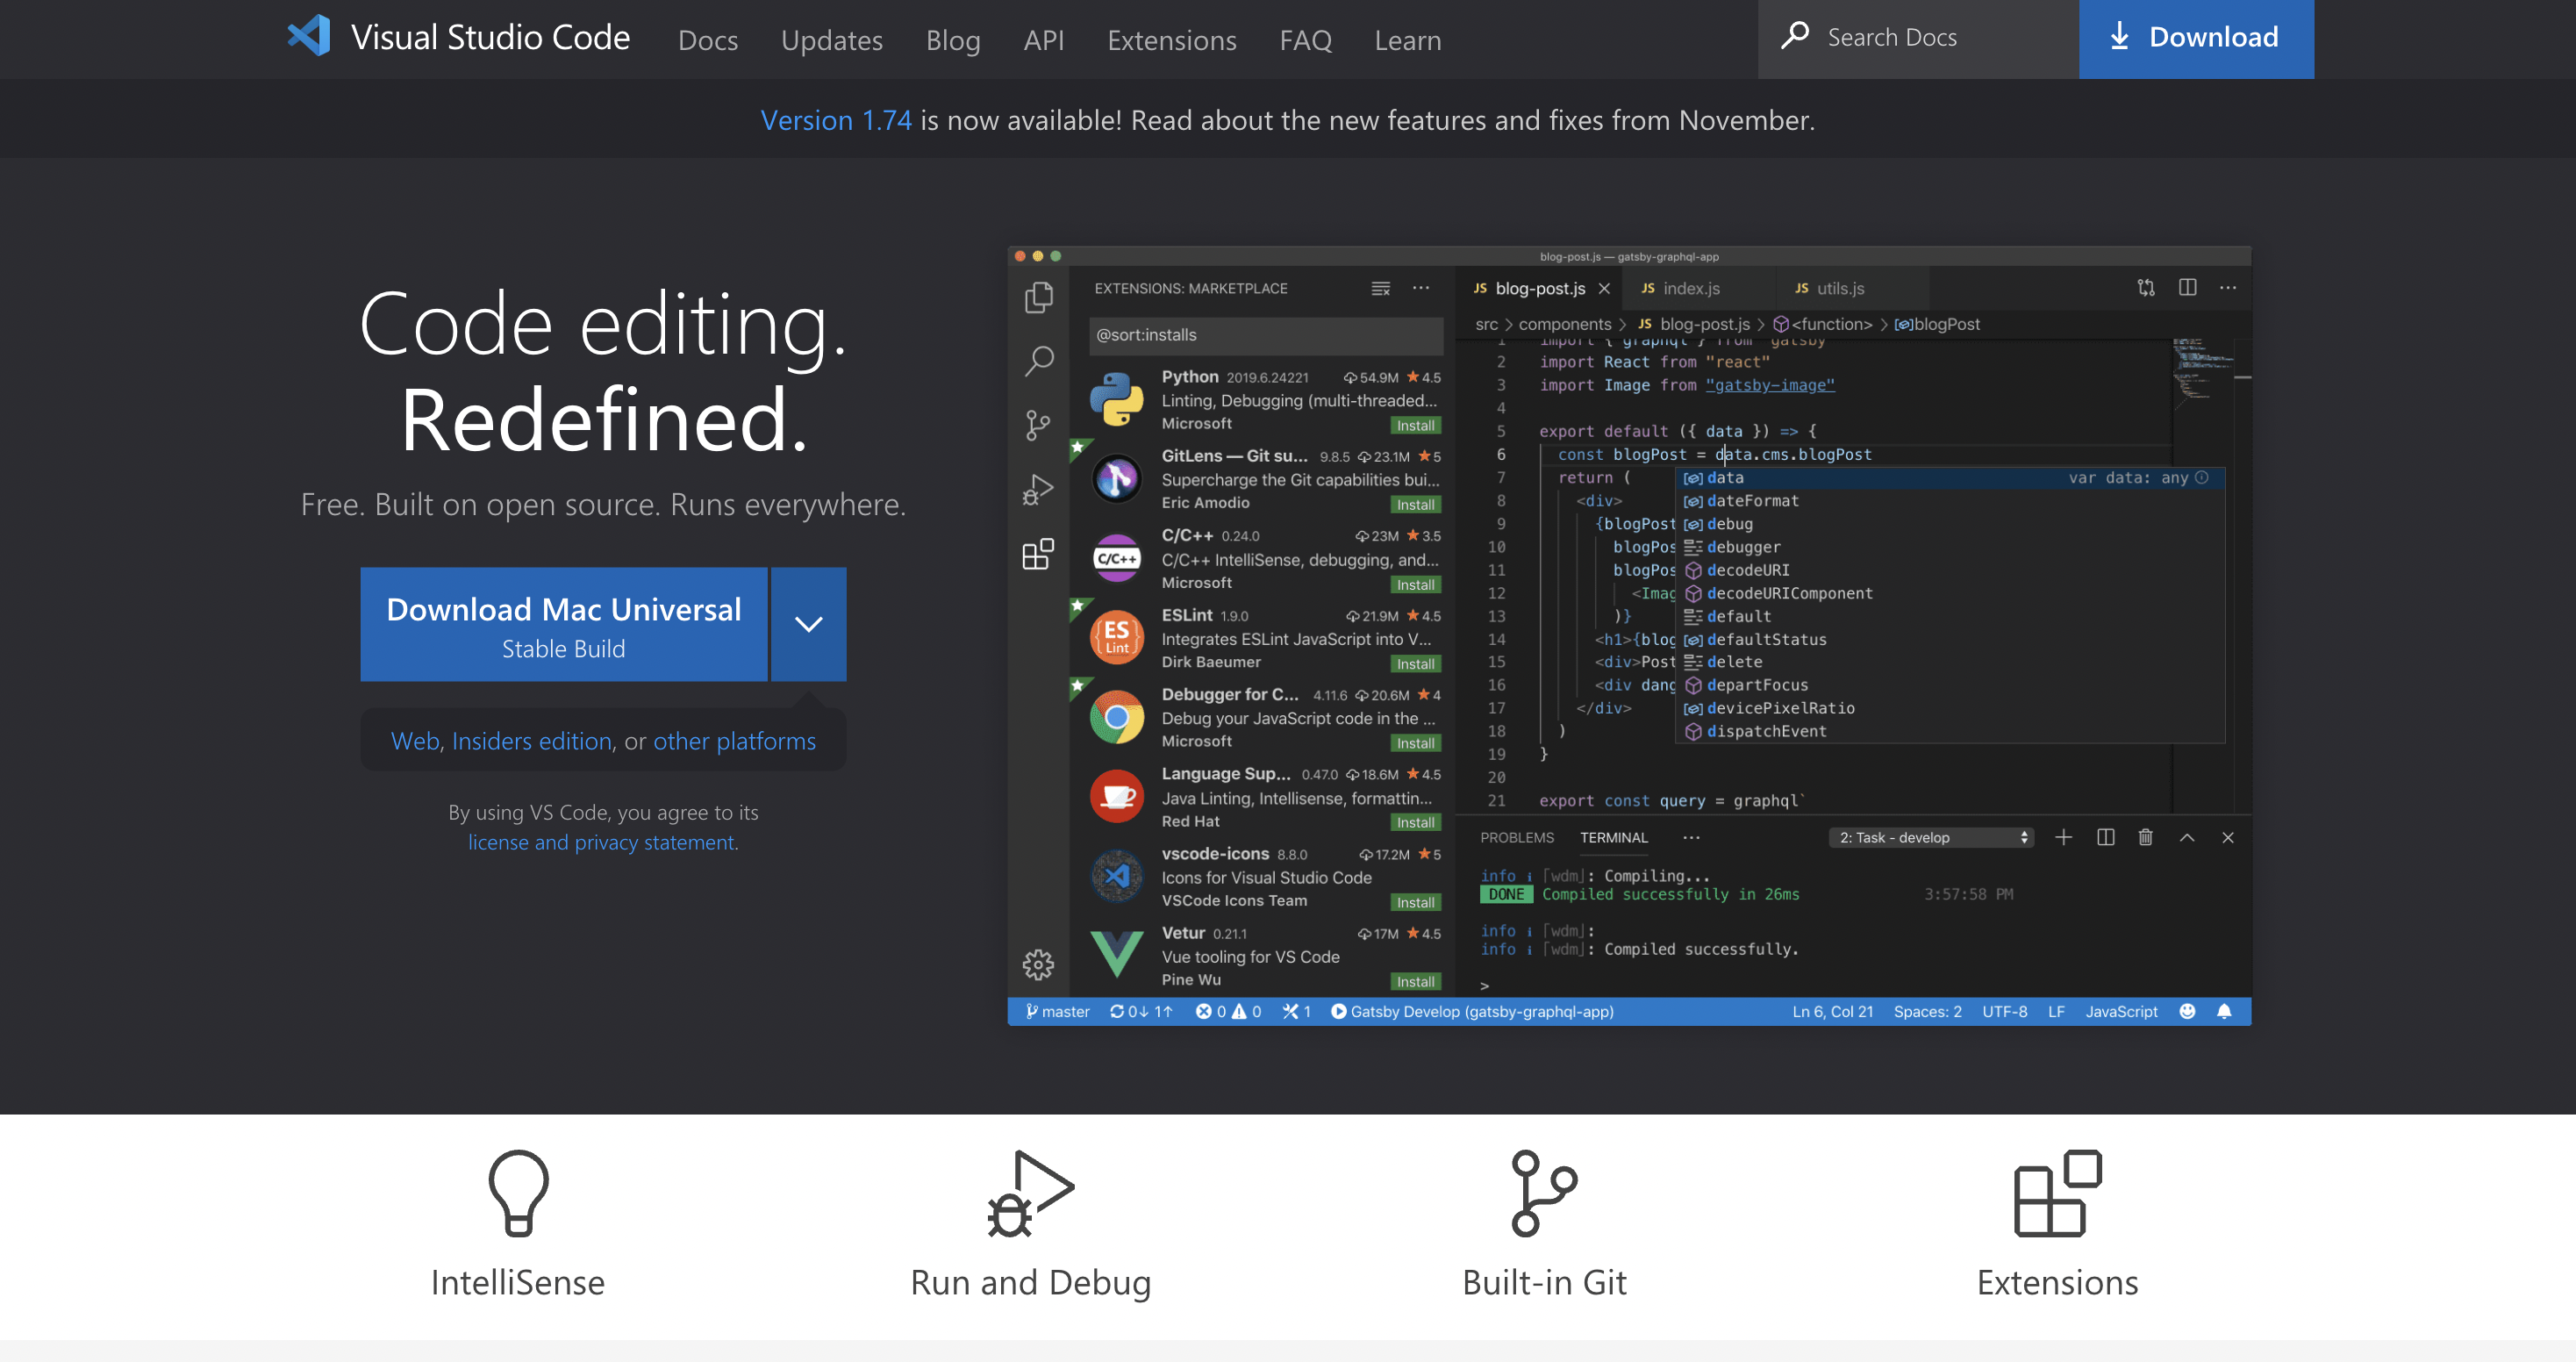 Visual Studio Code Docs Updates Blog API Extensions FAQ Learn Search Docs Download
Version 1.74 is now available! Read about the new features and fixes from November.
Code editing.
Redefined.
Free. Built on open source. Runs everywhere.
Download Mac Universal
Stable Build
Web, Insiders edition, or other platforms
By using VS Code, you agree to its
license and privacy statement.
blog-post.js — gatsby-graphql-app
EXTENSIONS: MARKETPLACE
@sort:installs
Python 2019.6.24221 54.9M 4.5
Linting, Debugging (multi-threaded...
Microsoft Install
GitLens — Git su... 9.8.5 23.1M 5
Supercharge the Git capabilities bui...
Eric Amodio Install
C/C++
C/C++ 0.24.0 23M 3.5
C/C++ IntelliSense, debugging, and...
Microsoft Install
ES
Lint
ESLint 1.9.0 21.9M 4.5
Integrates ESLint JavaScript into V...
Dirk Baeumer Install
Debugger for C... 4.11.6 20.6M 4
Debug your JavaScript code in the ...
Microsoft Install
Language Sup... 0.47.0 18.6M 4.5
Java Linting, Intellisense, formattin...
Red Hat Install
vscode-icons 8.8.0 17.2M 5
Icons for Visual Studio Code
VSCode Icons Team Install
Vetur 0.21.1 17M 4.5
Vue tooling for VS Code
Pine Wu Install
JS blog-post.js JS index.js JS utils.js
src > components > JS blog-post.js > <function> > blogPost
1 import { graphql } from "gatsby"
2 import React from "react"
3 import Image from "gatsby-image"
4
5 export default ({ data }) => {
6 const blogPost = data.cms.blogPost
7 return (
8 <div>
9 {blogPost
10 blogPos
11 blogPos
12 <Imag
13 )}
14 <h1>{blog
15 <div>Post
16 <div dang
17 </div>
18 )
19 }
20
21 export const query = graphql`
data var data: any
dateFormat
debug
debugger
decodeURI
decodeURIComponent
default
defaultStatus
delete
departFocus
devicePixelRatio
dispatchEvent
PROBLEMS TERMINAL ... 2: Task - develop
info i ｢wdm｣: Compiling...
DONE Compiled successfully in 26ms 3:57:58 PM
info i ｢wdm｣:
info i ｢wdm｣: Compiled successfully.
>
master 0↓ 1↑ 0 0 1 Gatsby Develop (gatsby-graphql-app) Ln 6, Col 21 Spaces: 2 UTF-8 LF JavaScript
IntelliSense
Run and Debug
Built-in Git
Extensions